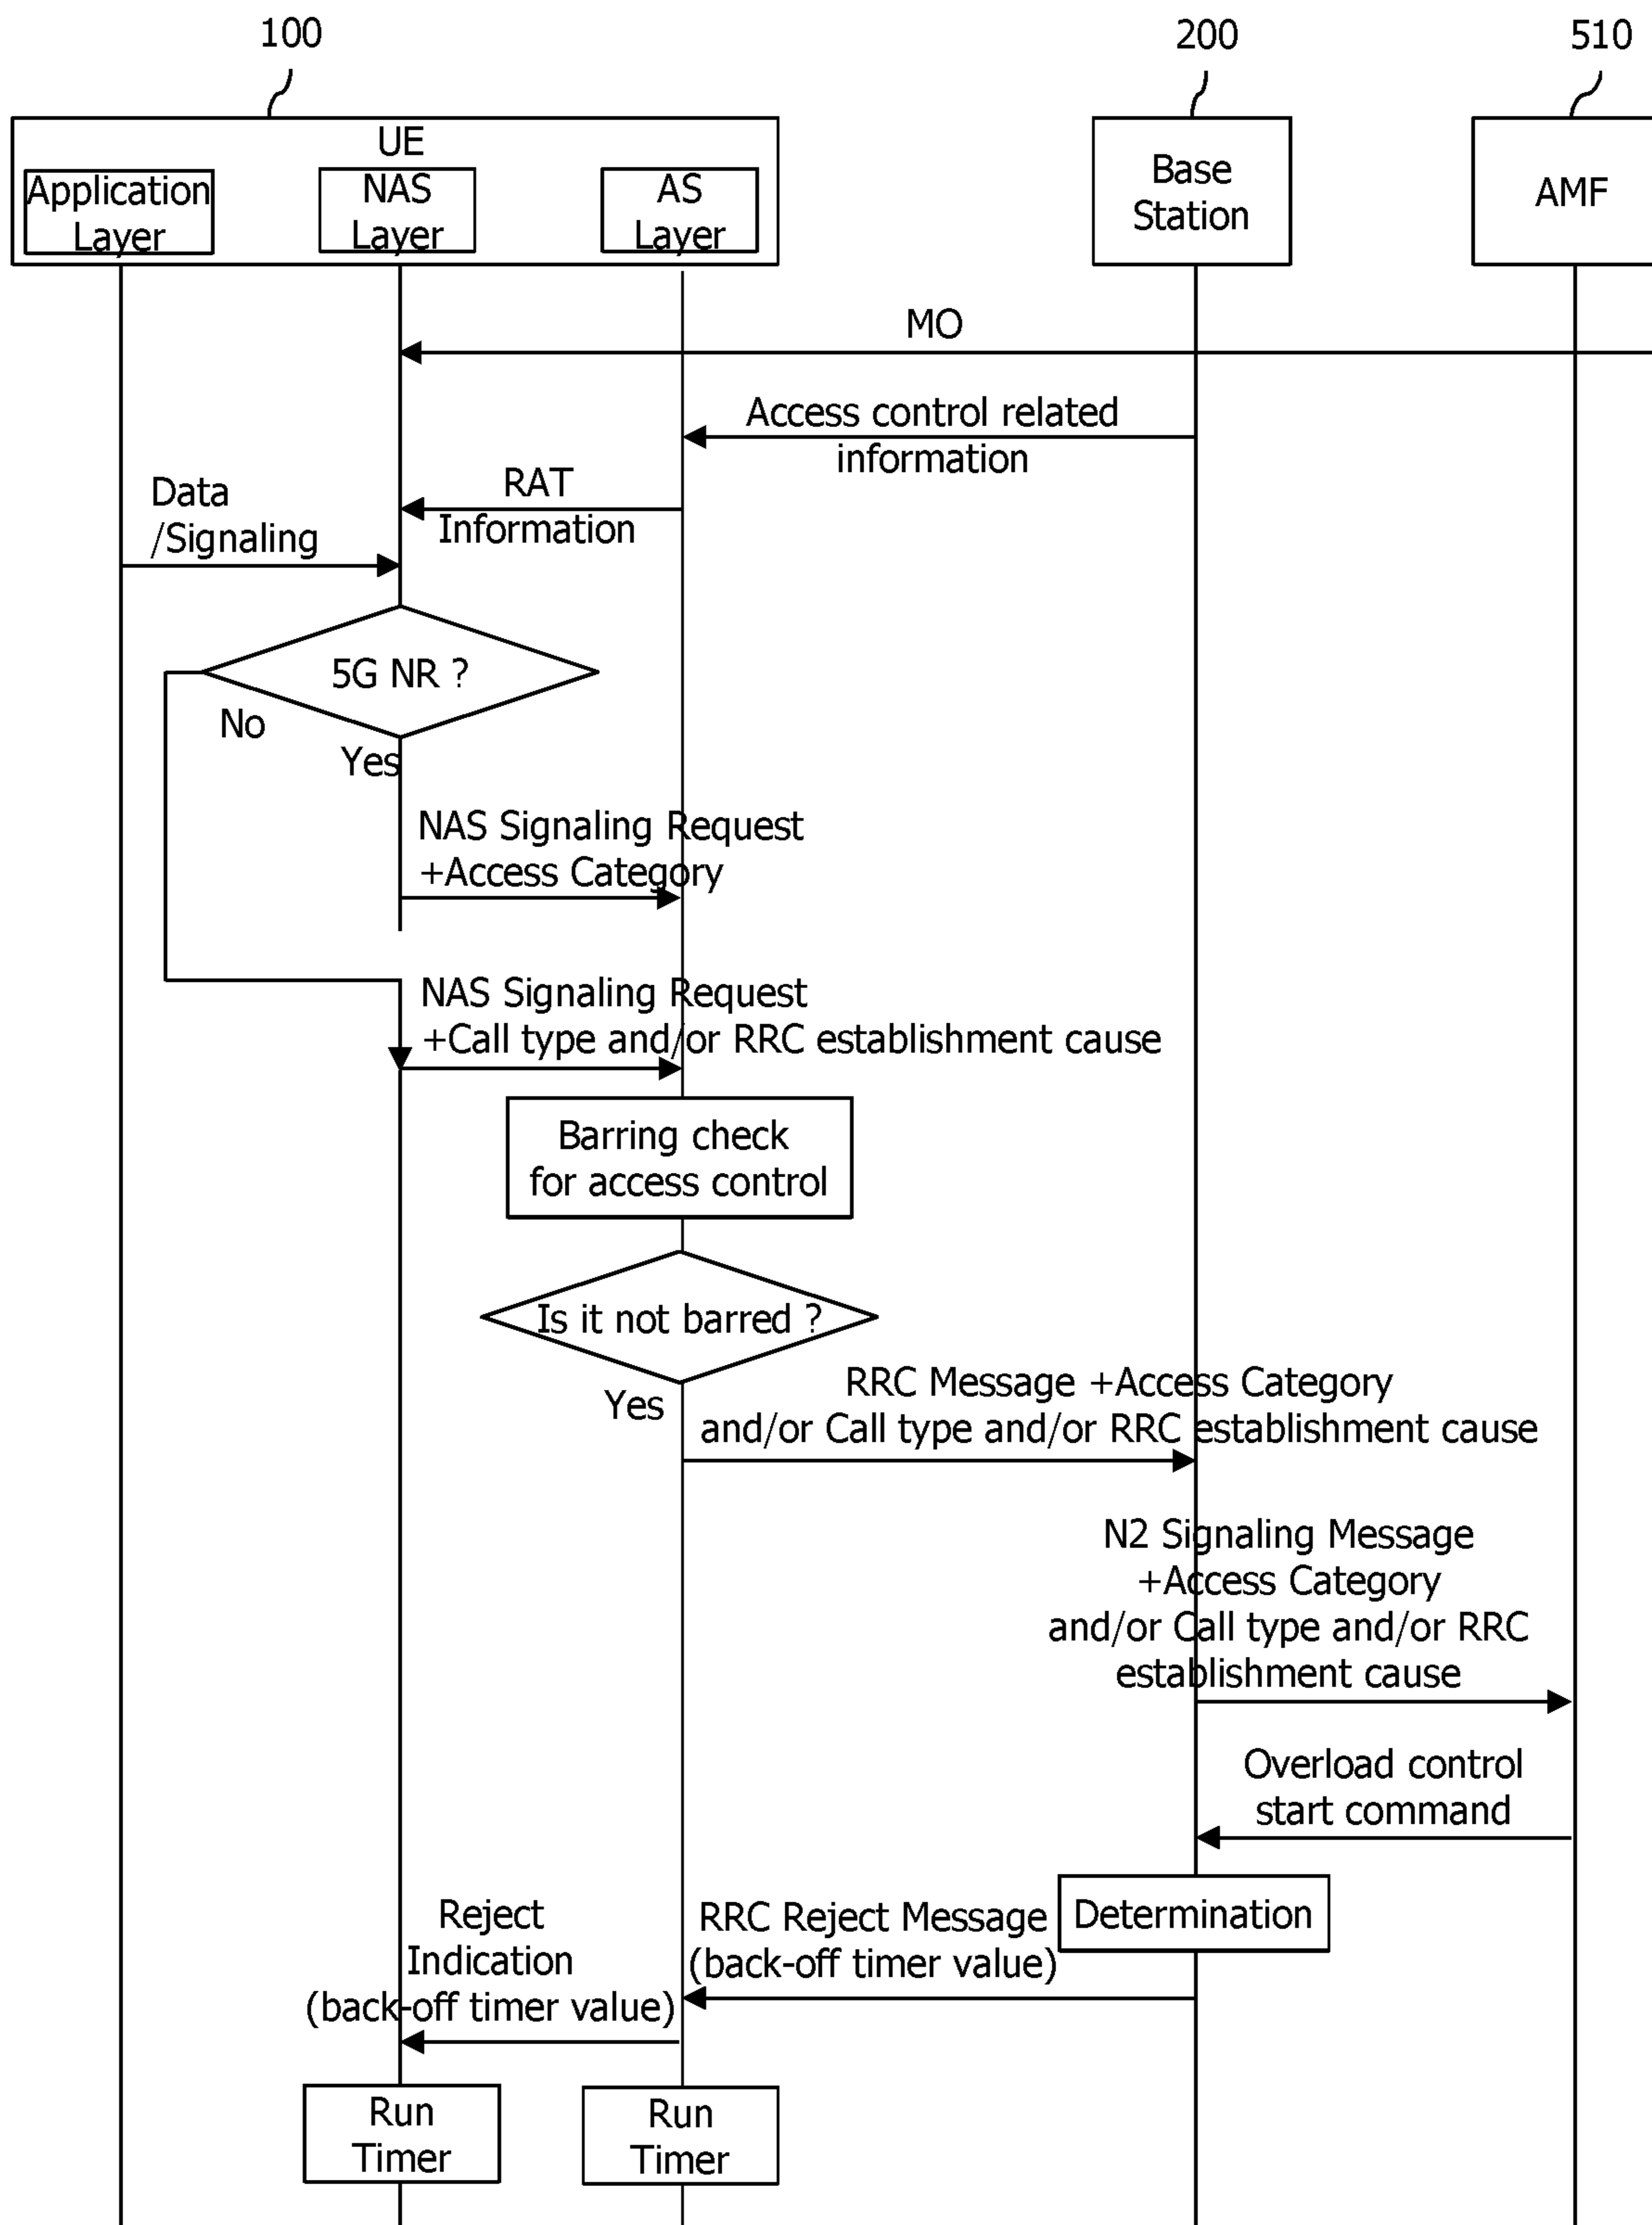 100
200
510
UE
Application
Layer
NAS
Layer
AS
Layer
Base
Station
AMF
MO
Access control related
information
RAT
Information
Data
/Signaling
5G NR ?
No
Yes
NAS Signaling Request
+Access Category
NAS Signaling Request
+Call type and/or RRC establishment cause
Barring check
for access control
Is it not barred ?
Yes
RRC Message +Access Category
and/or Call type and/or RRC establishment cause
N2 Signaling Message
+Access Category
and/or Call type and/or RRC
establishment cause
Overload control
start command
Determination
RRC Reject Message
(back-off timer value)
Reject
Indication
(back-off timer value)
Run
Timer
Run
Timer